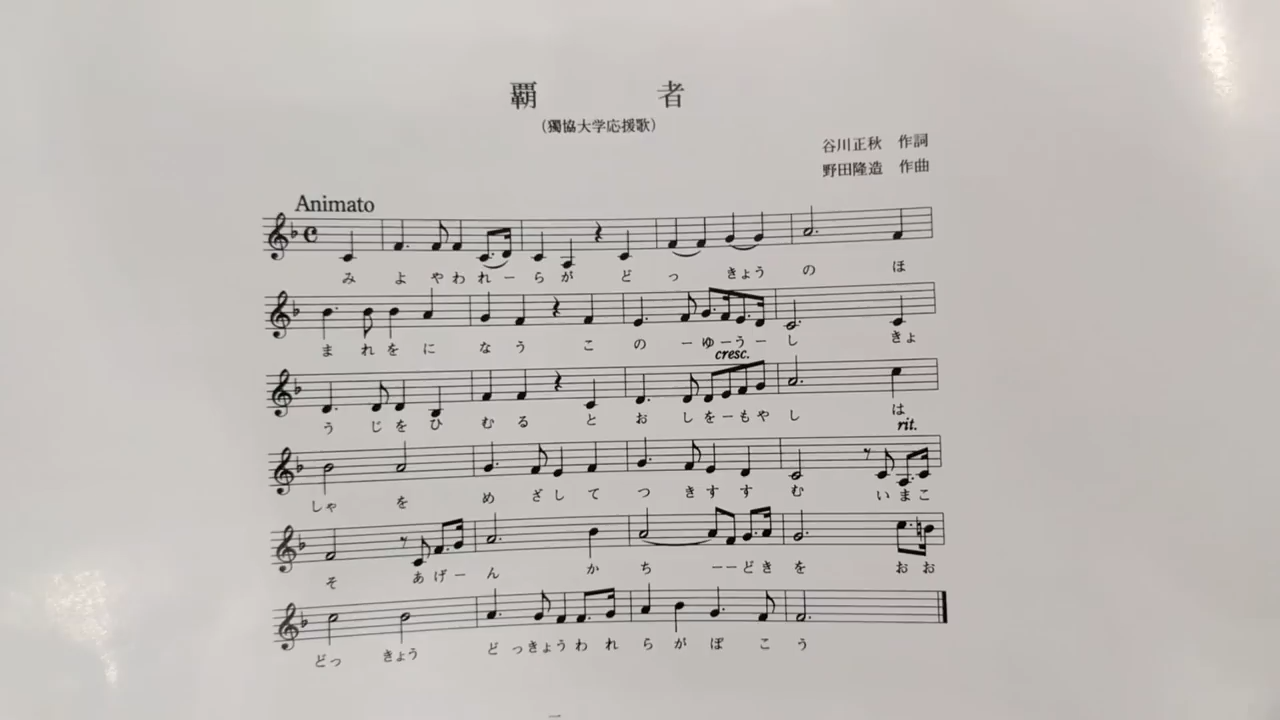 覇者
(獨協大学応援歌)
谷川正秋 作詞
野田隆造 作曲
Animato
み よ や わ れ ー ら が ど っ きょう の ほ
ま れ を に な う こ の ー ゆ ー う ー し きょ
cresc.
う じ を ひ む る と お し を ー も や し は
rit.
しゃ を め ざ し て つ き す す む い ま こ
そ あ げ ー ん か ち ー ー ど き を お お
どっ きょう ど っ きょう わ れ ら が ぼ こ う